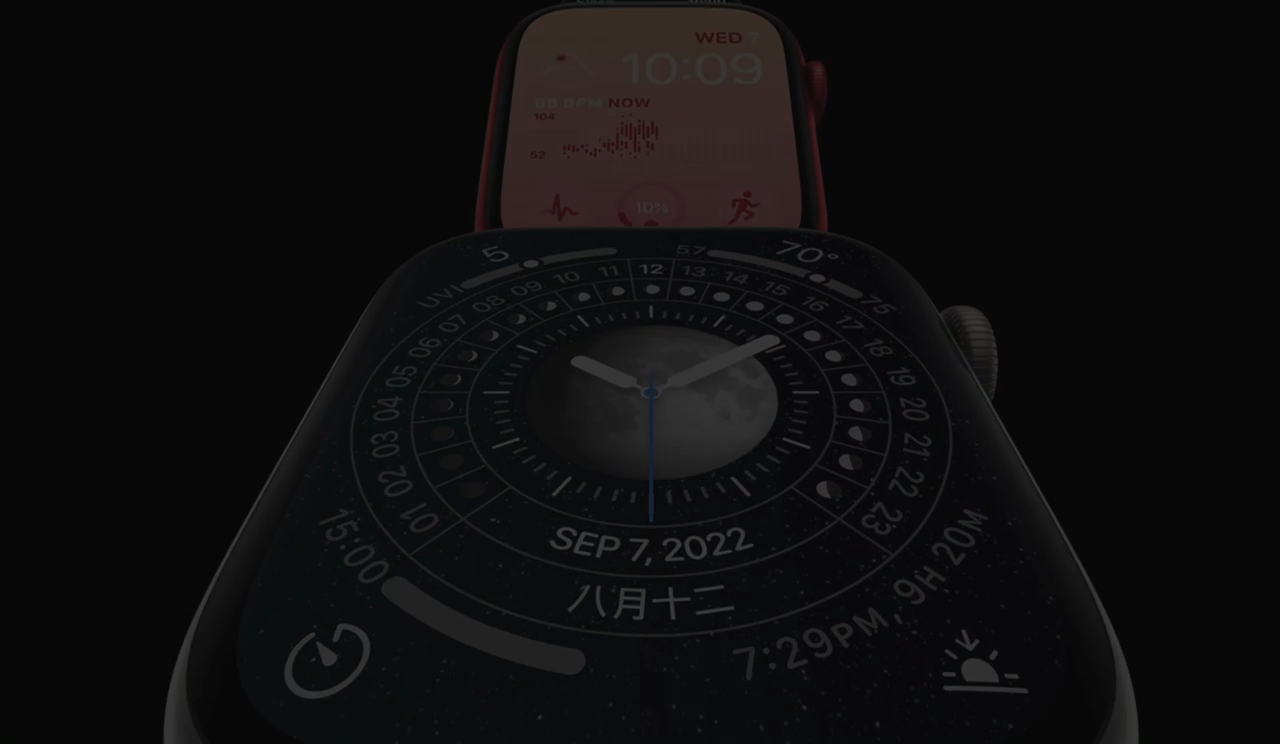 WED 7
10:09
68 BPM NOW
104
52
10%
5
UVI
57
70°
75
01 02 03 04 05 06 07 08 09 10 11 12 13 14 15 16 17 18 19 20 21 22 23
SEP 7, 2022
八月十二
15:00
7:29PM, 9H 20M